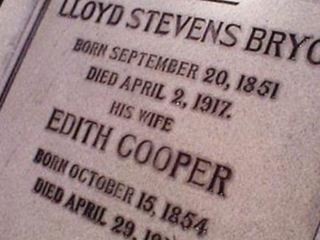 LLOYD STEVENS
BORN SEPTEMBER 20, 1851
DIED APRIL 2, 1917.
HIS WIFE
EDITH COOPER
BORN OCTOBER 15, 1854
DIED APRIL 29,